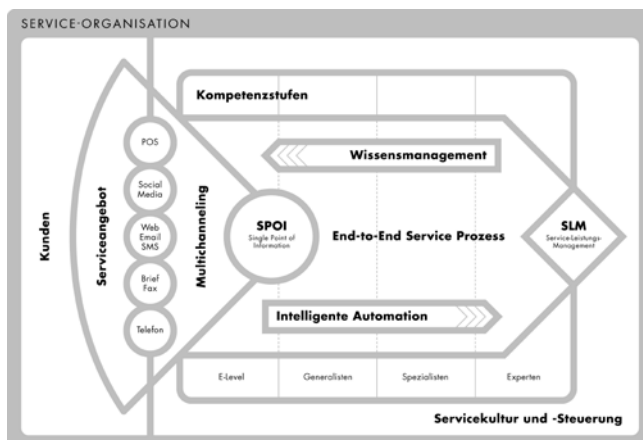 SERVICE-ORGANISATION
Kunden
Serviceangebot
POS
Social
Media
Web
Email
SMS
Brief
Fax
Telefon
Multichanneling
Kompetenzstufen
Wissensmanagement
SPOI
Single Point of
Information
End-to-End Service Prozess
SLM
Service-Leistungs-
Management
Intelligente Automation
E-Level
Generalisten
Spezialisten
Experten
Servicekultur und -Steuerung